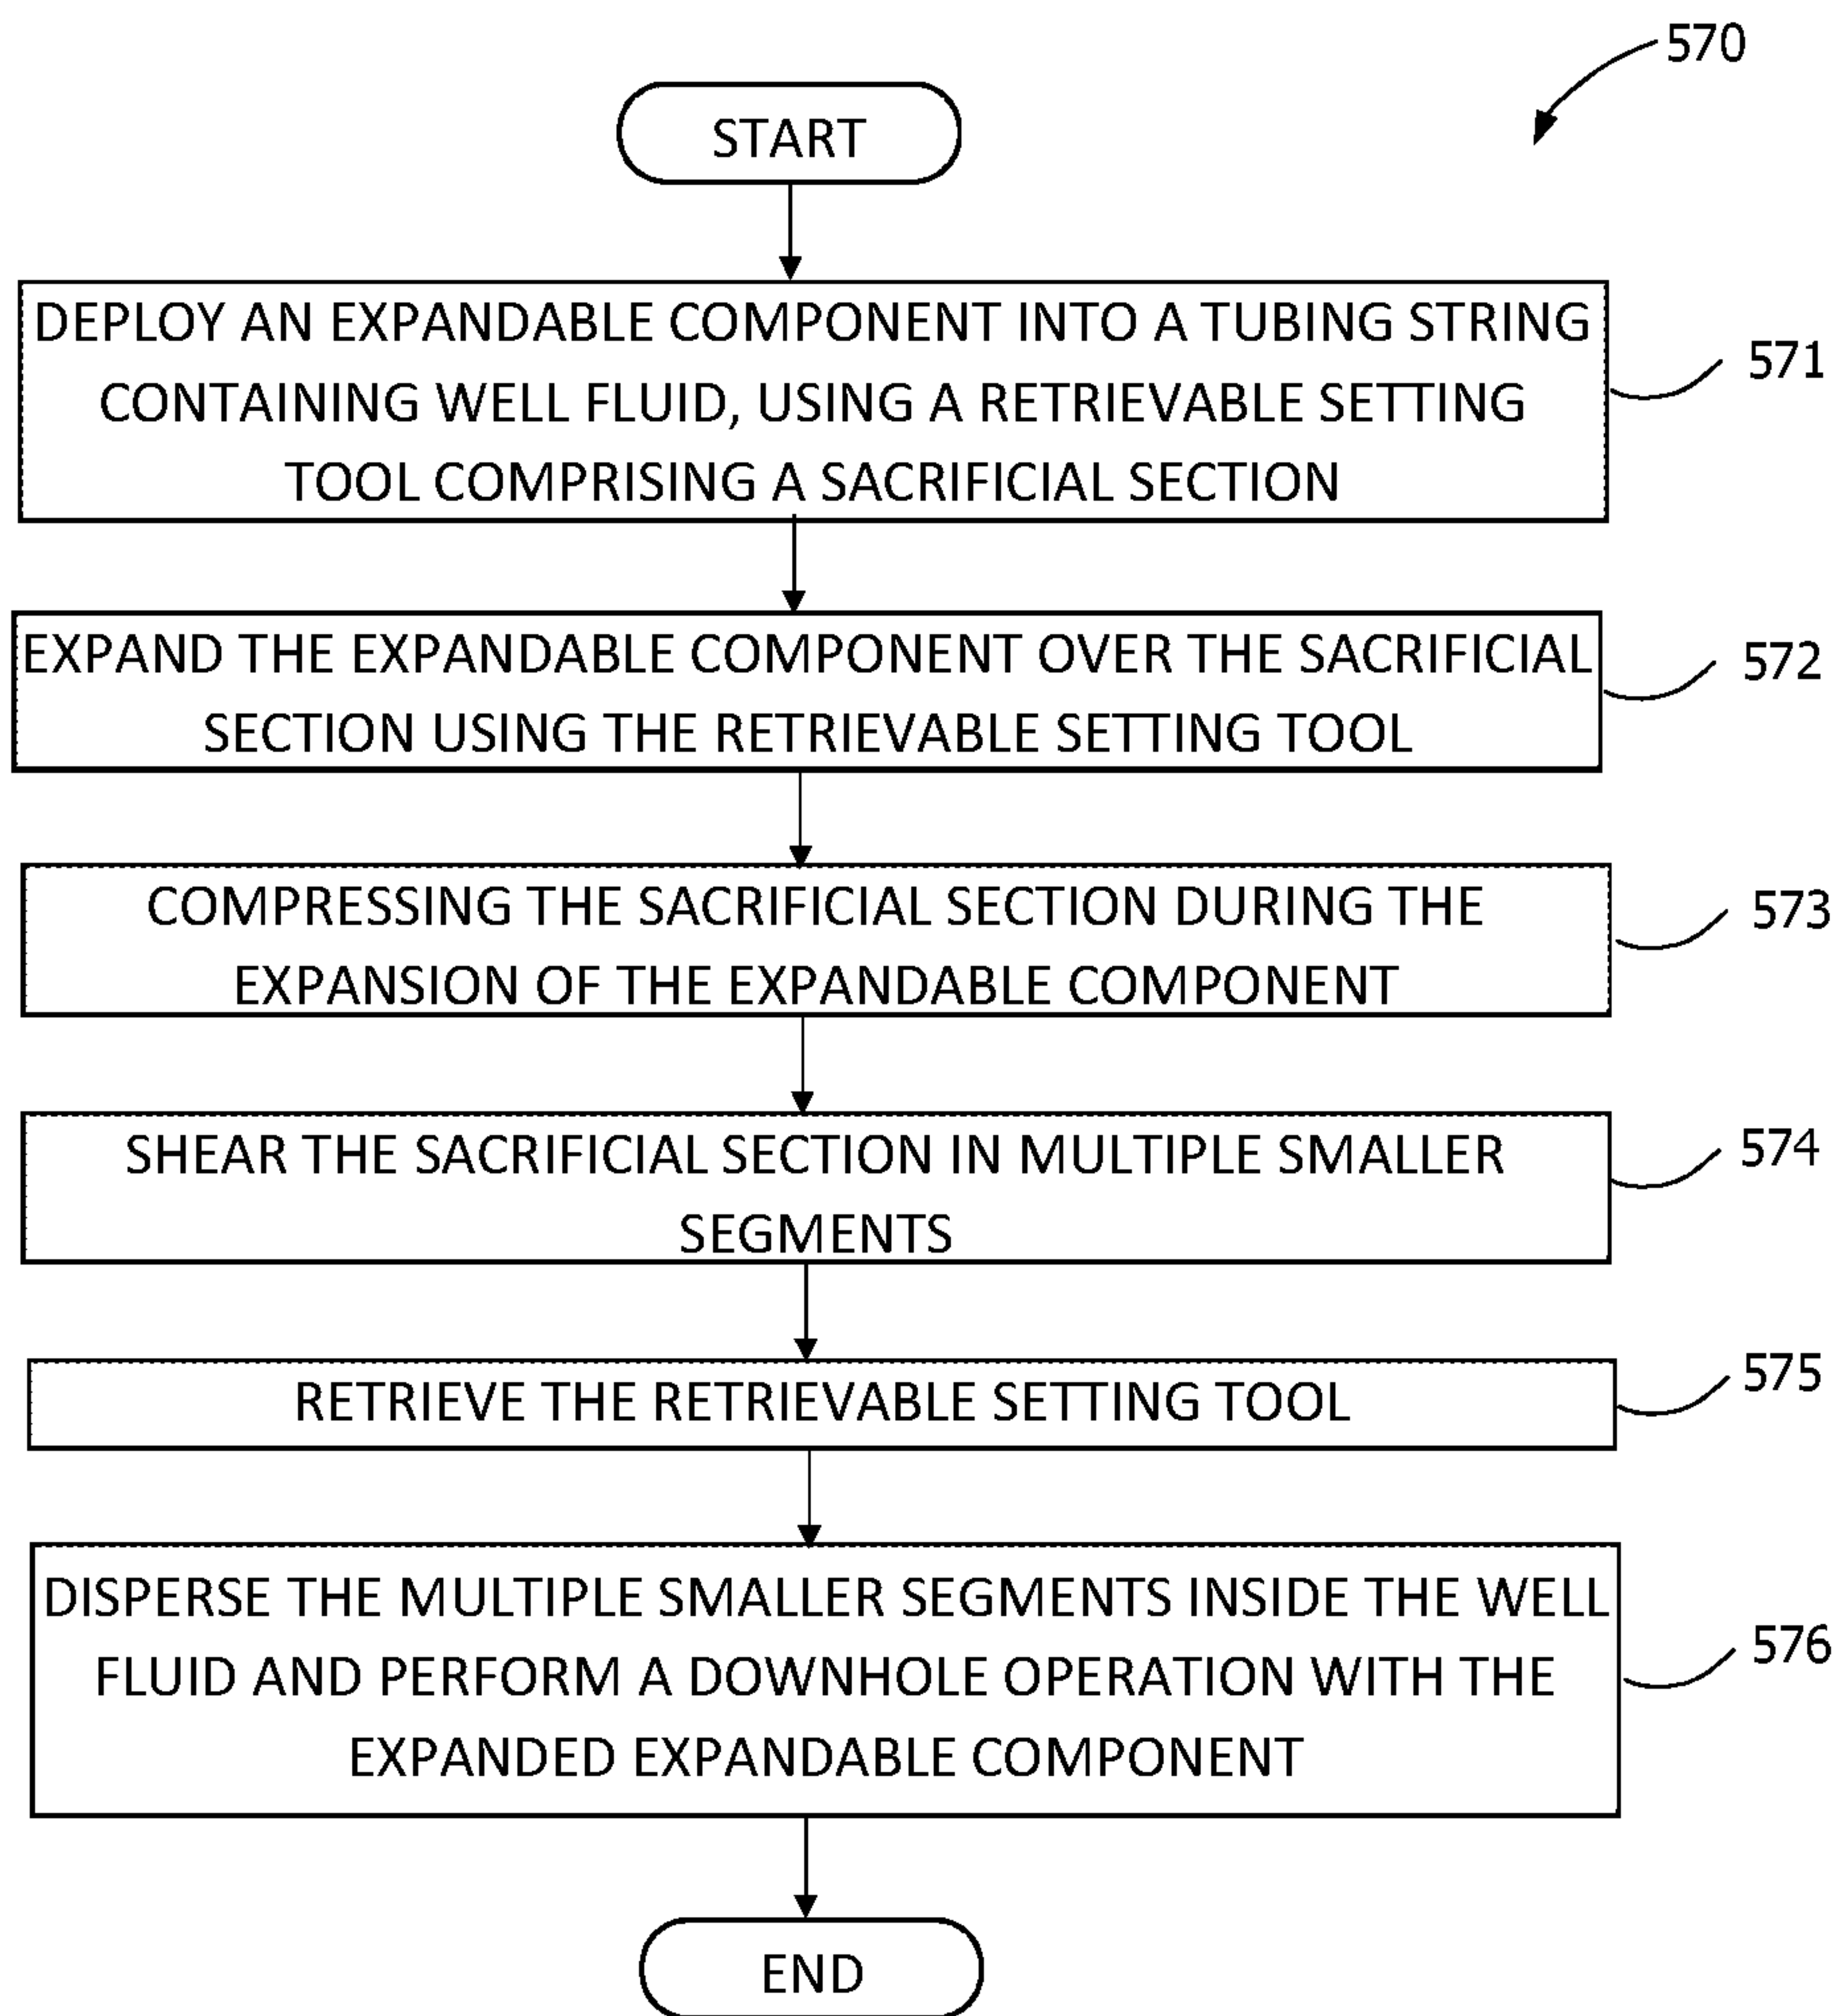 570
START
DEPLOY AN EXPANDABLE COMPONENT INTO A TUBING STRING
CONTAINING WELL FLUID, USING A RETRIEVABLE SETTING
TOOL COMPRISING A SACRIFICIAL SECTION
571
EXPAND THE EXPANDABLE COMPONENT OVER THE SACRIFICIAL
SECTION USING THE RETRIEVABLE SETTING TOOL
572
COMPRESSING THE SACRIFICIAL SECTION DURING THE
EXPANSION OF THE EXPANDABLE COMPONENT
573
SHEAR THE SACRIFICIAL SECTION IN MULTIPLE SMALLER
SEGMENTS
574
RETRIEVE THE RETRIEVABLE SETTING TOOL
575
DISPERSE THE MULTIPLE SMALLER SEGMENTS INSIDE THE WELL
FLUID AND PERFORM A DOWNHOLE OPERATION WITH THE
EXPANDED EXPANDABLE COMPONENT
576
END